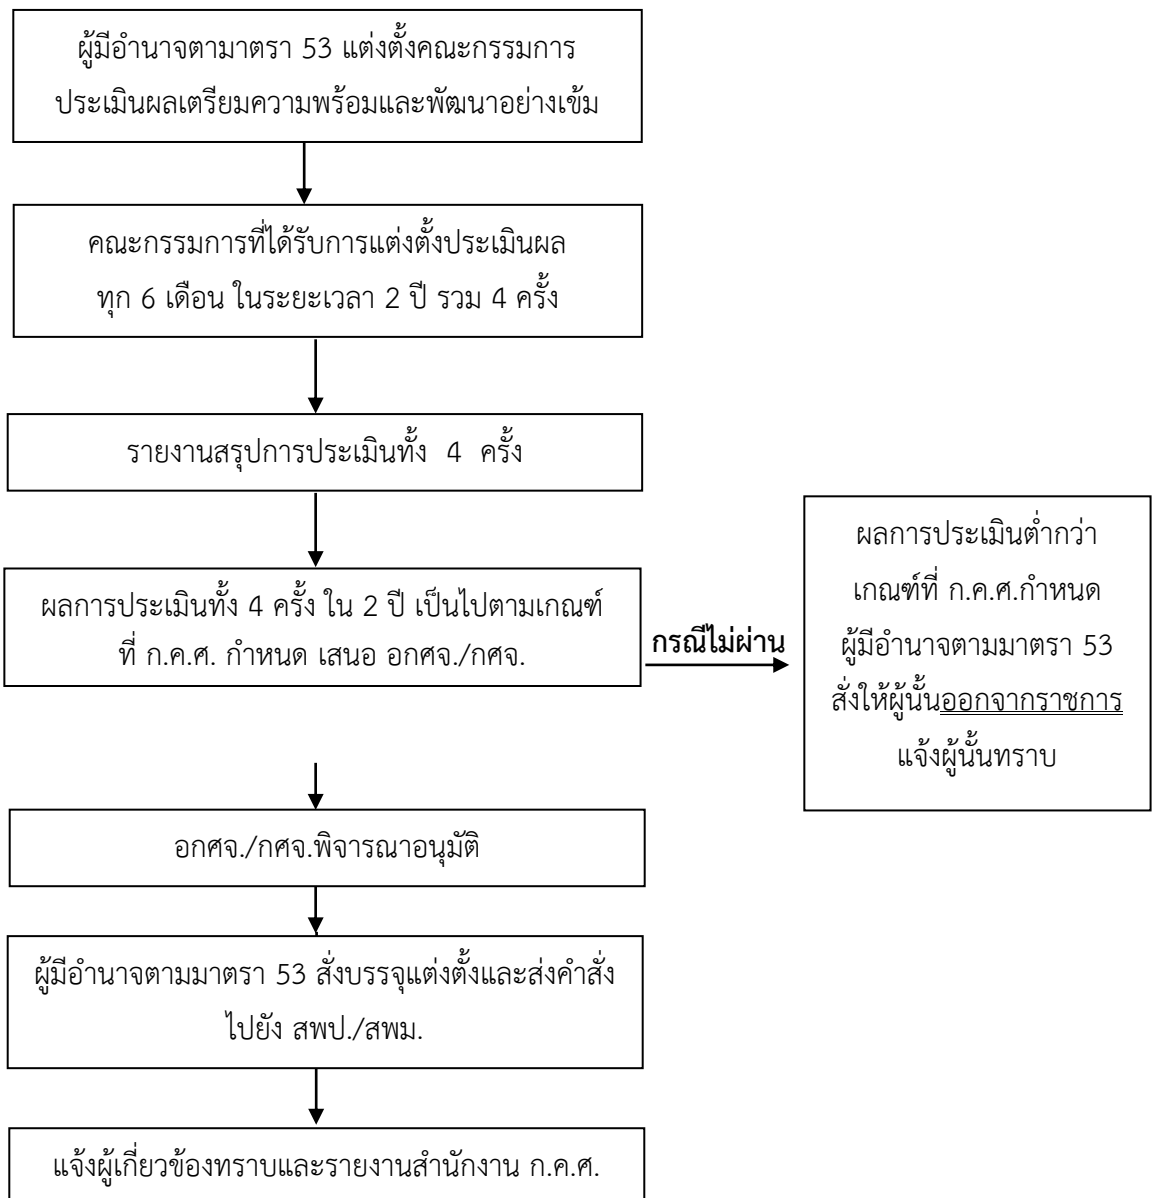 ผู้มีอำนาจตามาตรา 53 แต่งตั้งคณะกรรมการ
ประเมินผลเตรียมความพร้อมและพัฒนาอย่างเข้ม
คณะกรรมการที่ได้รับการแต่งตั้งประเมินผล
ทุก 6 เดือน ในระยะเวลา 2 ปี รวม 4 ครั้ง
รายงานสรุปการประเมินทั้ง 4 ครั้ง
ผลการประเมินทั้ง 4 ครั้ง ใน 2 ปี เป็นไปตามเกณฑ์
ที่ ก.ค.ศ. กำหนด เสนอ อกศจ./กศจ.
กรณีไม่ผ่าน
ผลการประเมินต่ำกว่า
เกณฑ์ที่ ก.ค.ศ.กำหนด
ผู้มีอำนาจตามมาตรา 53
สั่งให้ผู้นั้นออกจากราชการ
แจ้งผู้นั้นทราบ
อกศจ./กศจ.พิจารณาอนุมัติ
ผู้มีอำนาจตามมาตรา 53 สั่งบรรจุแต่งตั้งและส่งคำสั่ง
ไปยัง สพป./สพม.
แจ้งผู้เกี่ยวข้องทราบและรายงานสำนักงาน ก.ค.ศ.